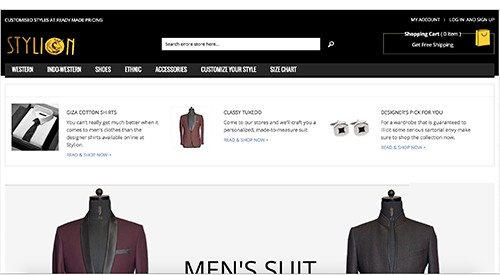 CUSTOMISED STYLES AT READY MADE PRICING
MY ACCOUNT | LOG IN AND SIGN UP
STYLION
Search entire store here...
Shopping Cart ( 0 item )
Get Free Shipping
WESTERN INDO-WESTERN SHOES ETHNIC ACCESSORIES CUSTOMIZE YOUR STYLE SIZE CHART
GIZA COTTON SHIRTS
You can't really get much better when it
comes to men's clothes than the
designer shirts available online at
Stylion.
READ & SHOP NOW >
CLASSY TUXEDO
Come to our stores and we'll craft you a
personalized, made-to-measure suit
READ & SHOP NOW >
DESIGNER'S PICK FOR YOU
For a wardrobe that is guaranteed to
illicit some serious sartorial envy make
sure to shop the collection now.
READ & SHOP NOW >
MEN'S SUIT